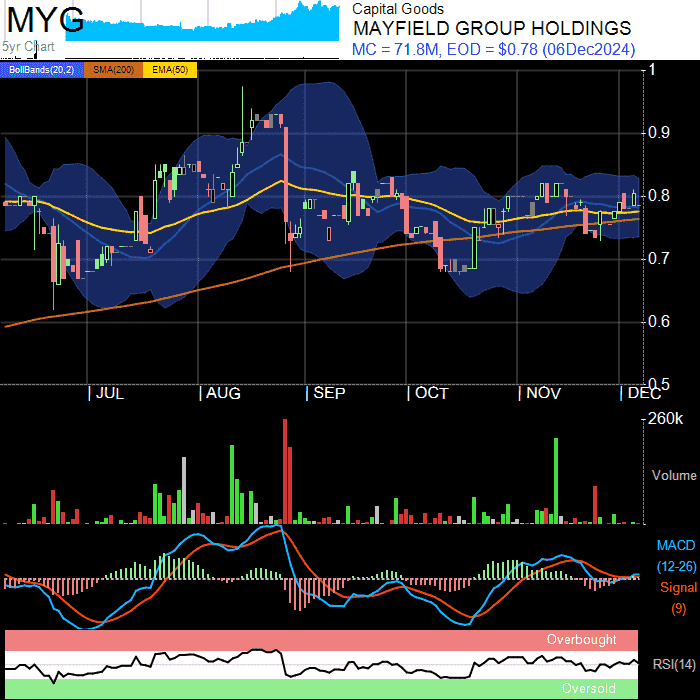 MYG
5yr Chart
Capital Goods
MAYFIELD GROUP HOLDINGS
MC = 71.8M, EOD = $0.78 (06Dec2024)
BollBands(20,2) SMA(200) EMA(50)
1
0.9
0.8
0.7
0.6
0.5
JUL AUG SEP OCT NOV DEC
260k
Volume
MACD
(12-26)
Signal
(9)
Overbought
RSI(14)
Oversold